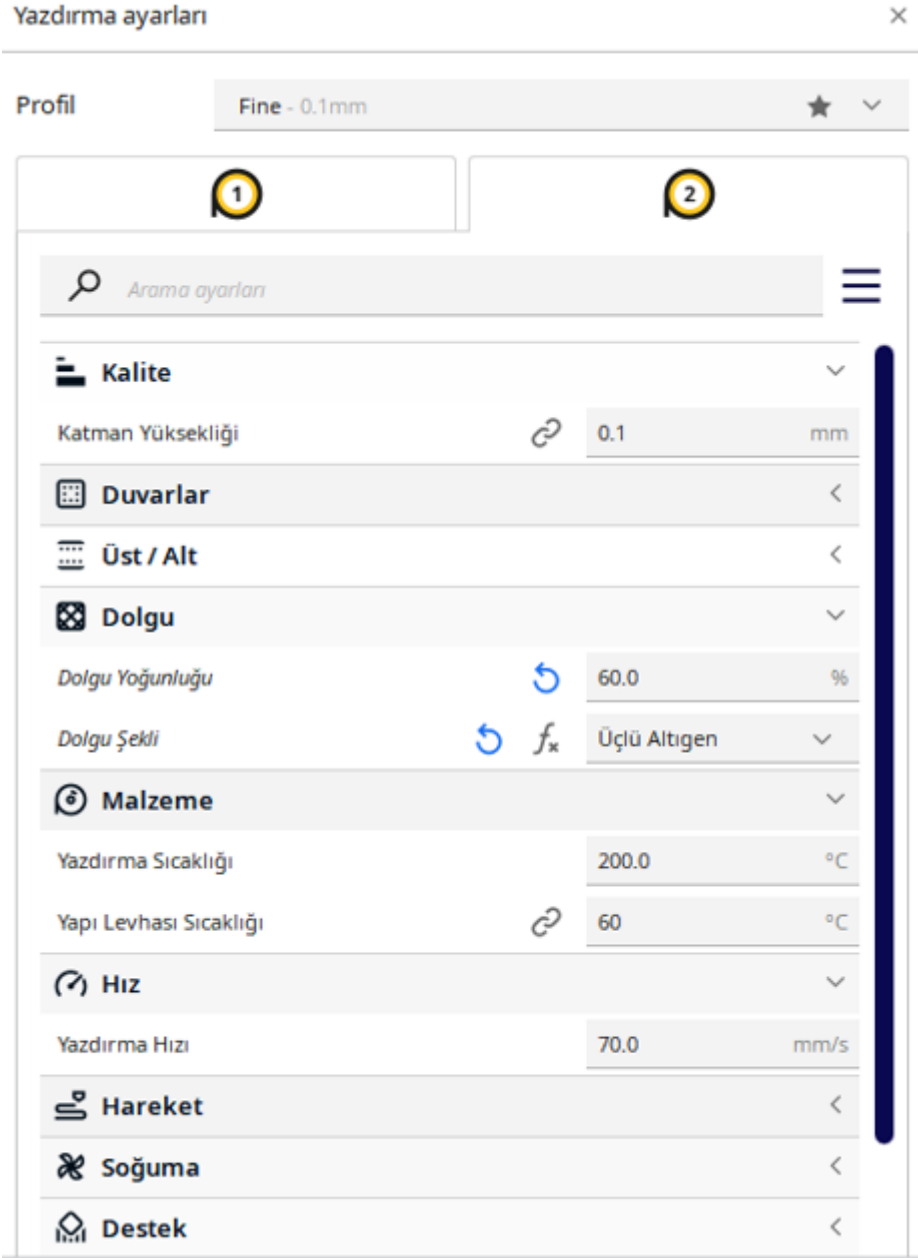 Yazdırma ayarları
Profil Fine - 0.1mm
1 2
Arama ayarları
Kalite
Katman Yüksekliği 0.1 mm
Duvarlar
Üst / Alt
Dolgu
Dolgu Yoğunluğu 60.0 %
Dolgu Şekli fx Üçlü Altıgen
Malzeme
Yazdırma Sıcaklığı 200.0 °C
Yapı Levhası Sıcaklığı 60 °C
Hız
Yazdırma Hızı 70.0 mm/s
Hareket
Soğuma
Destek